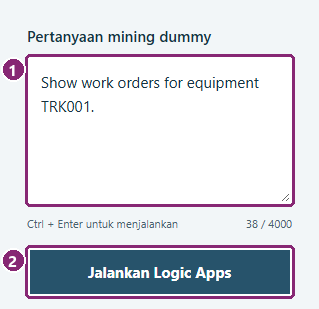 Pertanyaan mining dummy
1
Show work orders for equipment
TRK001.
Ctrl + Enter untuk menjalankan 38 / 4000
2
Jalankan Logic Apps